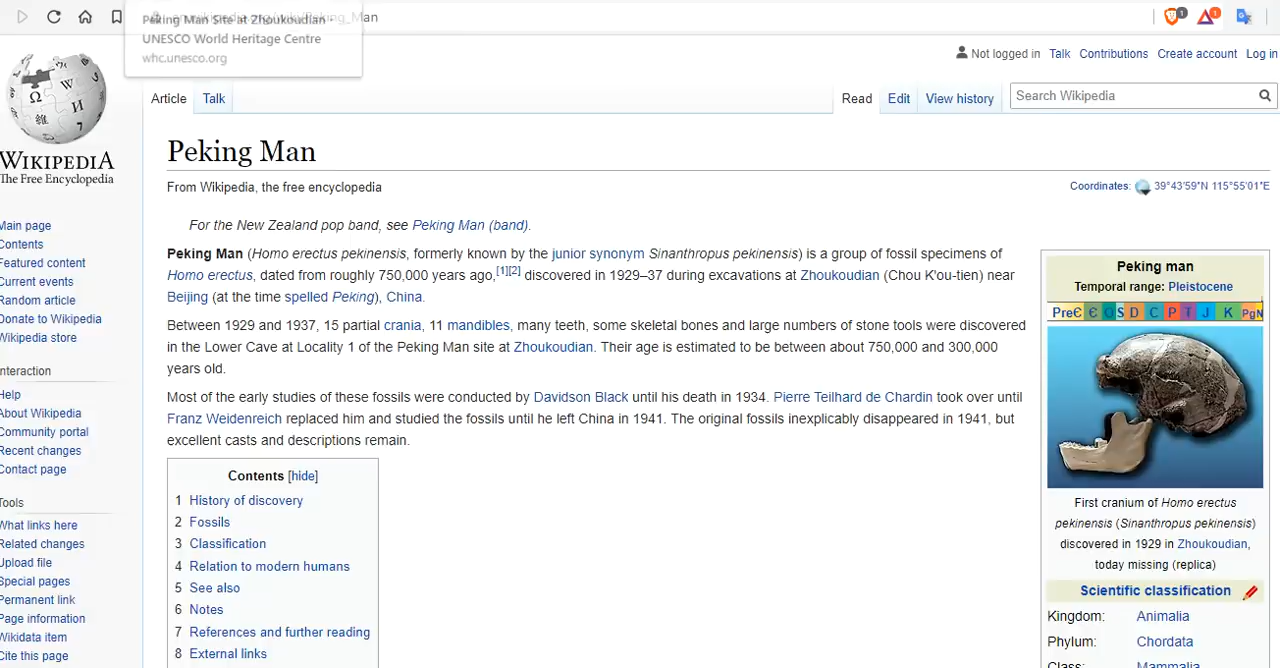 Peking Man Site at Zhoukoudian
UNESCO World Heritage Centre
whc.unesco.org
Not logged in Talk Contributions Create account Log in
Article Talk Read Edit View history Search Wikipedia
WIKIPEDIA
The Free Encyclopedia
Main page
Contents
Featured content
Current events
Random article
Donate to Wikipedia
Wikipedia store
Interaction
Help
About Wikipedia
Community portal
Recent changes
Contact page
Tools
What links here
Related changes
Upload file
Special pages
Permanent link
Page information
Wikidata item
Cite this page
Peking Man
From Wikipedia, the free encyclopedia
Coordinates: 39°43′59″N 115°55′01″E
For the New Zealand pop band, see Peking Man (band).
Peking Man (Homo erectus pekinensis, formerly known by the junior synonym Sinanthropus pekinensis) is a group of fossil specimens of
Homo erectus, dated from roughly 750,000 years ago,[1][2] discovered in 1929–37 during excavations at Zhoukoudian (Chou K'ou-tien) near
Beijing (at the time spelled Peking), China.
Between 1929 and 1937, 15 partial crania, 11 mandibles, many teeth, some skeletal bones and large numbers of stone tools were discovered
in the Lower Cave at Locality 1 of the Peking Man site at Zhoukoudian. Their age is estimated to be between about 750,000 and 300,000
years old.
Most of the early studies of these fossils were conducted by Davidson Black until his death in 1934. Pierre Teilhard de Chardin took over until
Franz Weidenreich replaced him and studied the fossils until he left China in 1941. The original fossils inexplicably disappeared in 1941, but
excellent casts and descriptions remain.
Contents [hide]
1 History of discovery
2 Fossils
3 Classification
4 Relation to modern humans
5 See also
6 Notes
7 References and further reading
8 External links
Peking man
Temporal range: Pleistocene
PreЄ Є O S D C P T J K PgN
First cranium of Homo erectus
pekinensis (Sinanthropus pekinensis)
discovered in 1929 in Zhoukoudian,
today missing (replica)
Scientific classification
Kingdom: Animalia
Phylum: Chordata
Class: Mammalia